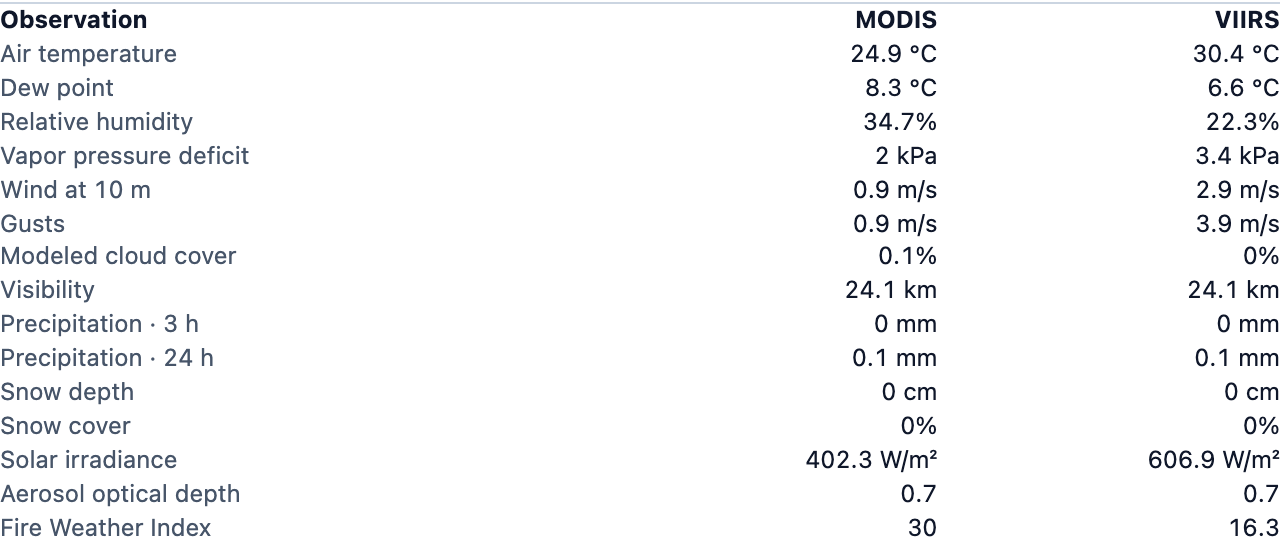 Observation MODIS VIIRS
Air temperature 24.9 °C 30.4 °C
Dew point 8.3 °C 6.6 °C
Relative humidity 34.7% 22.3%
Vapor pressure deficit 2 kPa 3.4 kPa
Wind at 10 m 0.9 m/s 2.9 m/s
Gusts 0.9 m/s 3.9 m/s
Modeled cloud cover 0.1% 0%
Visibility 24.1 km 24.1 km
Precipitation · 3 h 0 mm 0 mm
Precipitation · 24 h 0.1 mm 0.1 mm
Snow depth 0 cm 0 cm
Snow cover 0% 0%
Solar irradiance 402.3 W/m² 606.9 W/m²
Aerosol optical depth 0.7 0.7
Fire Weather Index 30 16.3